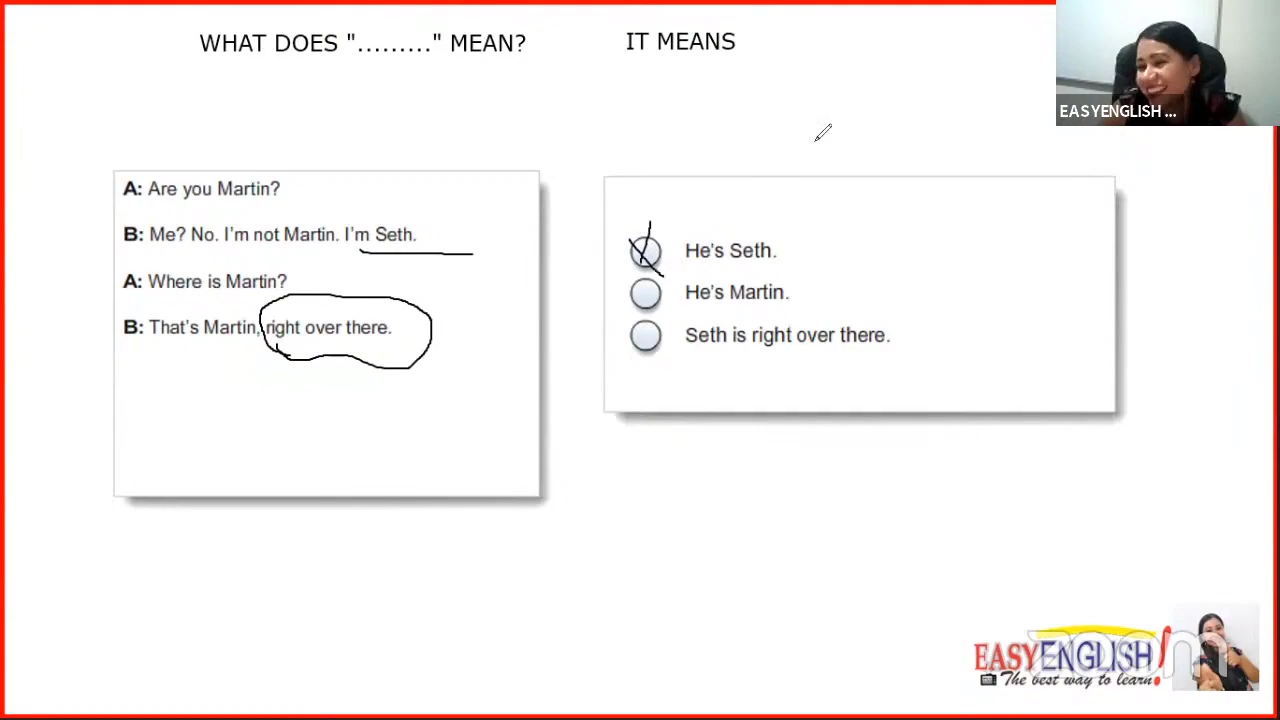 WHAT DOES "........." MEAN?
IT MEANS
EASYENGLISH ...
A: Are you Martin?
B: Me? No. I'm not Martin. I'm Seth.
A: Where is Martin?
B: That's Martin, right over there.
He's Seth.
He's Martin.
Seth is right over there.
EASYENGLISH!
The best way to learn
zoom